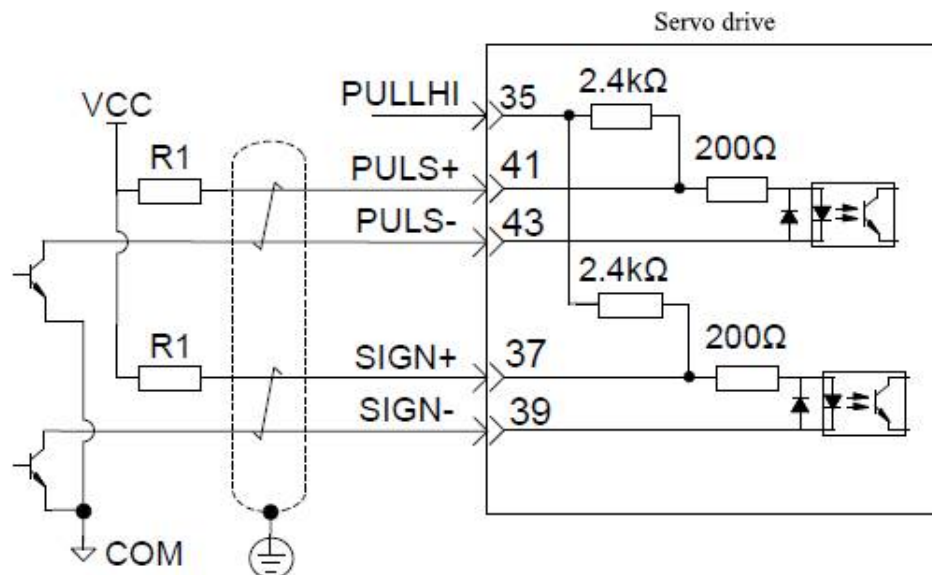 Servo drive
PULLHI 35 2.4kΩ
VCC
R1 PULS+ 41 200Ω
PULS- 43
2.4kΩ
R1 SIGN+ 37 200Ω
SIGN- 39
COM